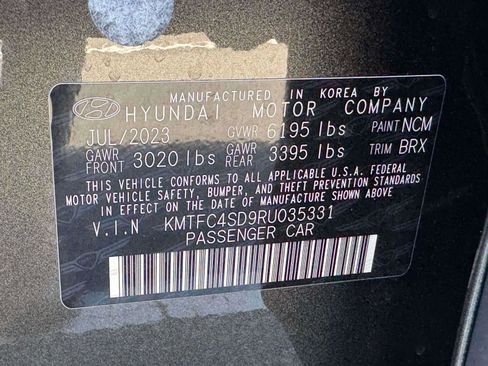 MANUFACTURED IN KOREA BY
HYUNDAI MOTOR COMPANY
JUL/2023 GVWR 6195 lbs PAINT NCM
GAWR FRONT 3020 lbs GAWR REAR 3395 lbs TRIM BRX
THIS VEHICLE CONFORMS TO ALL APPLICABLE U.S.A. FEDERAL
MOTOR VEHICLE SAFETY, BUMPER, AND THEFT PREVENTION STANDARDS
IN EFFECT ON THE DATE OF MANUFACTURE SHOWN ABOVE
V.I.N KMTFC4SD9RU035331
PASSENGER CAR